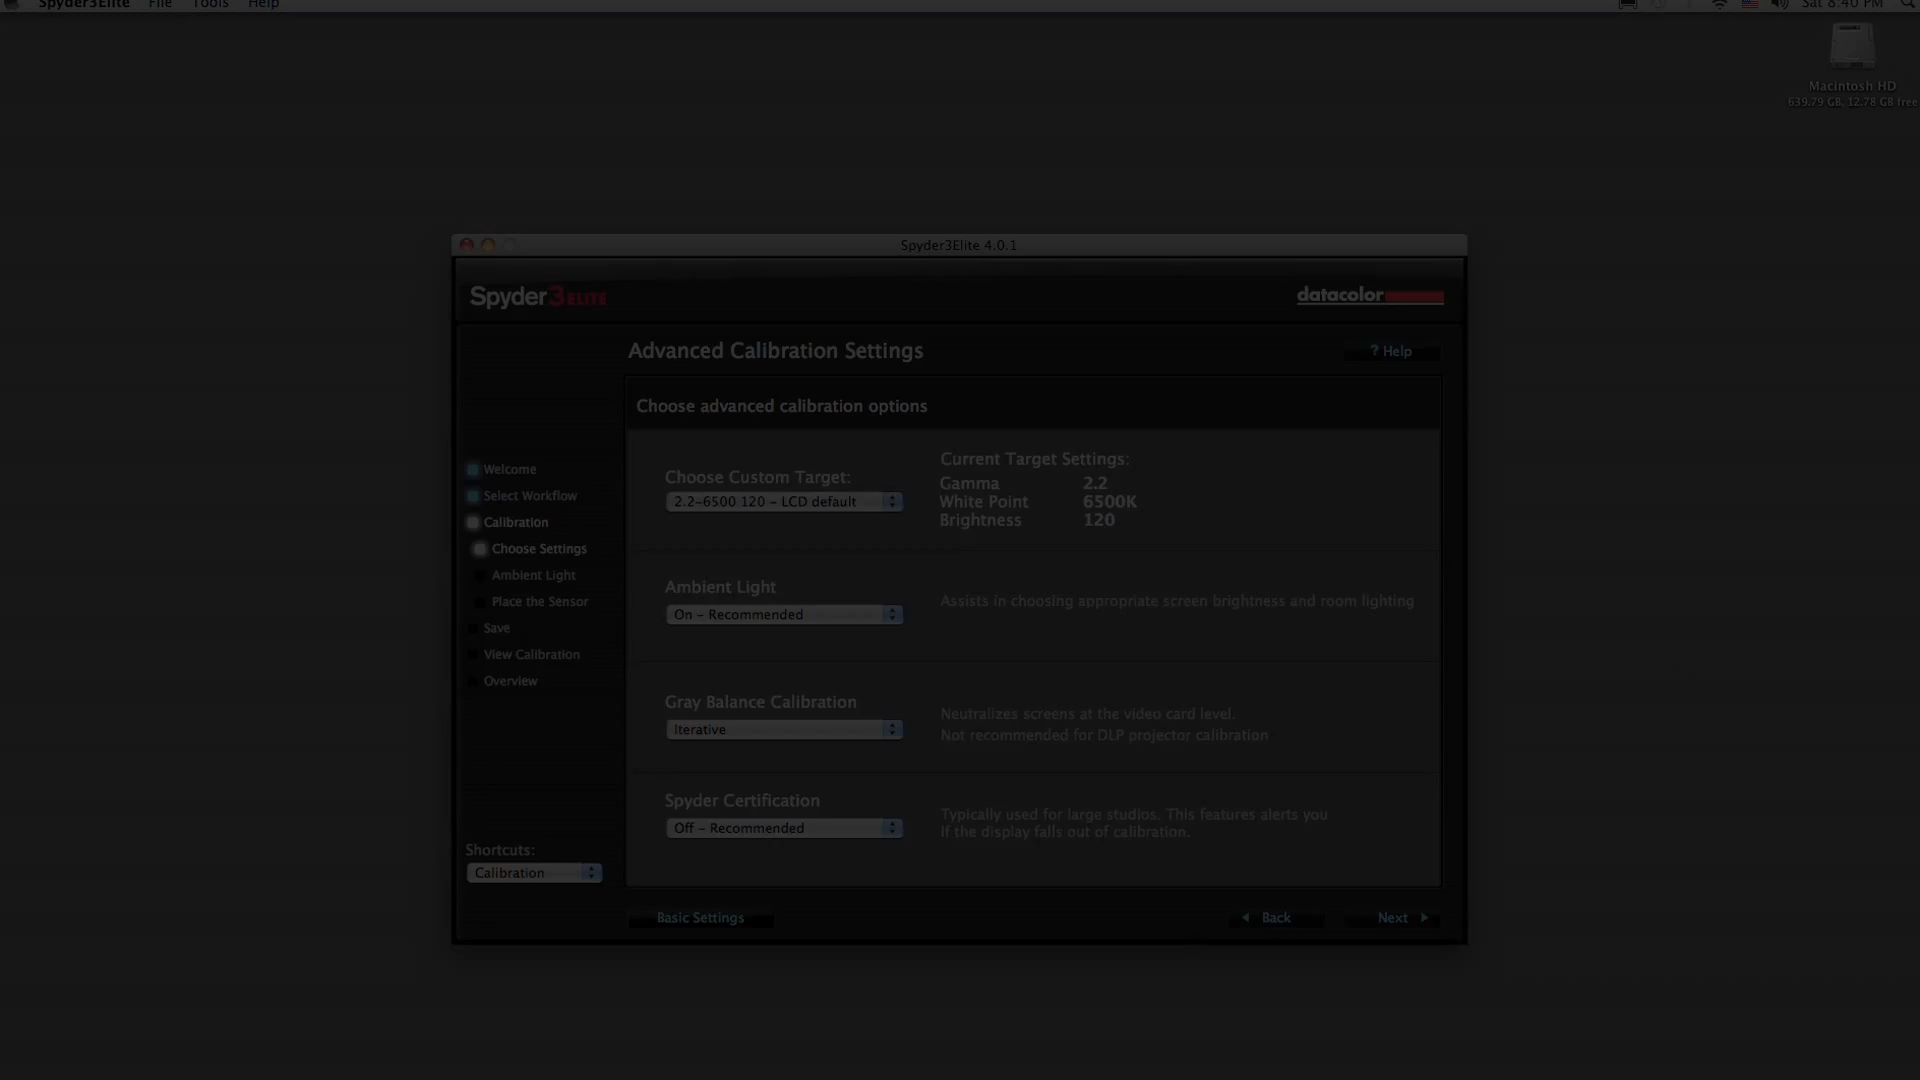 Spyder3Elite File Tools Help Sat 8:40 PM
Macintosh HD
639.79 GB, 12.78 GB free
Spyder3Elite 4.0.1
Spyder3ELITE
datacolor
Advanced Calibration Settings
? Help
Choose advanced calibration options
Choose Custom Target:
2.2-6500 120 - LCD default
Current Target Settings:
Gamma 2.2
White Point 6500K
Brightness 120
Welcome
Select Workflow
Calibration
Choose Settings
Ambient Light
Place the Sensor
Save
View Calibration
Overview
Ambient Light
On - Recommended
Assists in choosing appropriate screen brightness and room lighting
Gray Balance Calibration
Iterative
Neutralizes screens at the video card level.
Not recommended for DLP projector calibration
Spyder Certification
Off - Recommended
Typically used for large studios. This features alerts you
if the display falls out of calibration.
Shortcuts:
Calibration
Basic Settings
Back
Next